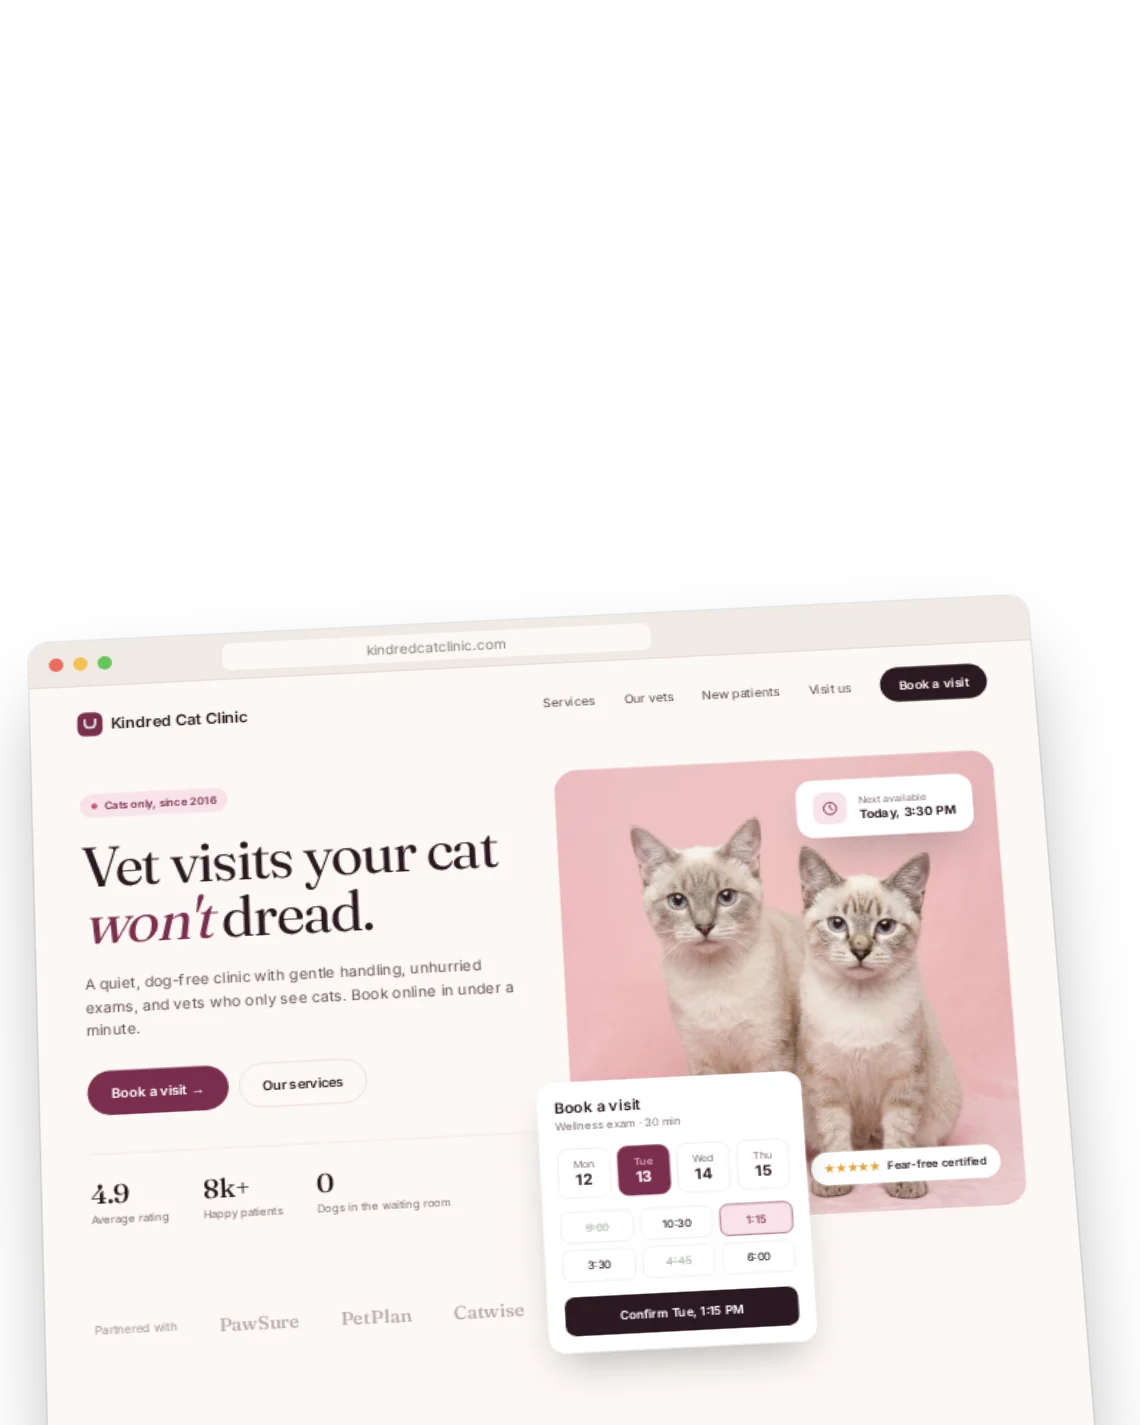 kindredcatclinic.com
Kindred Cat Clinic
Services
Our vets
New patients
Visit us
Book a visit
Cats only, since 2016
Vet visits your cat
won't dread.
A quiet, dog-free clinic with gentle handling, unhurried
exams, and vets who only see cats. Book online in under a
minute.
Book a visit →
Our services
4.9
Average rating
8k+
Happy patients
0
Dogs in the waiting room
Partnered with
PawSure
PetPlan
Catwise
Next available
Today, 3:30 PM
Book a visit
Wellness exam · 30 min
Mon
12
Tue
13
Wed
14
Thu
15
9:00
10:30
1:15
3:30
4:45
6:00
Confirm Tue, 1:15 PM
★★★★★ Fear-free certified